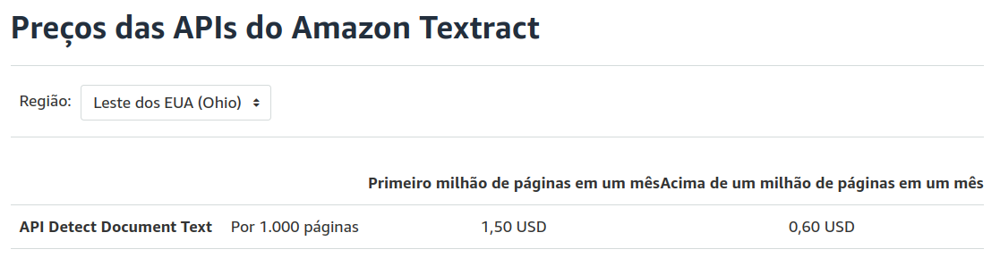 Preços das APIs do Amazon Textract
Região: Leste dos EUA (Ohio)
Primeiro milhão de páginas em um mês Acima de um milhão de páginas em um mês
API Detect Document Text Por 1.000 páginas 1,50 USD 0,60 USD